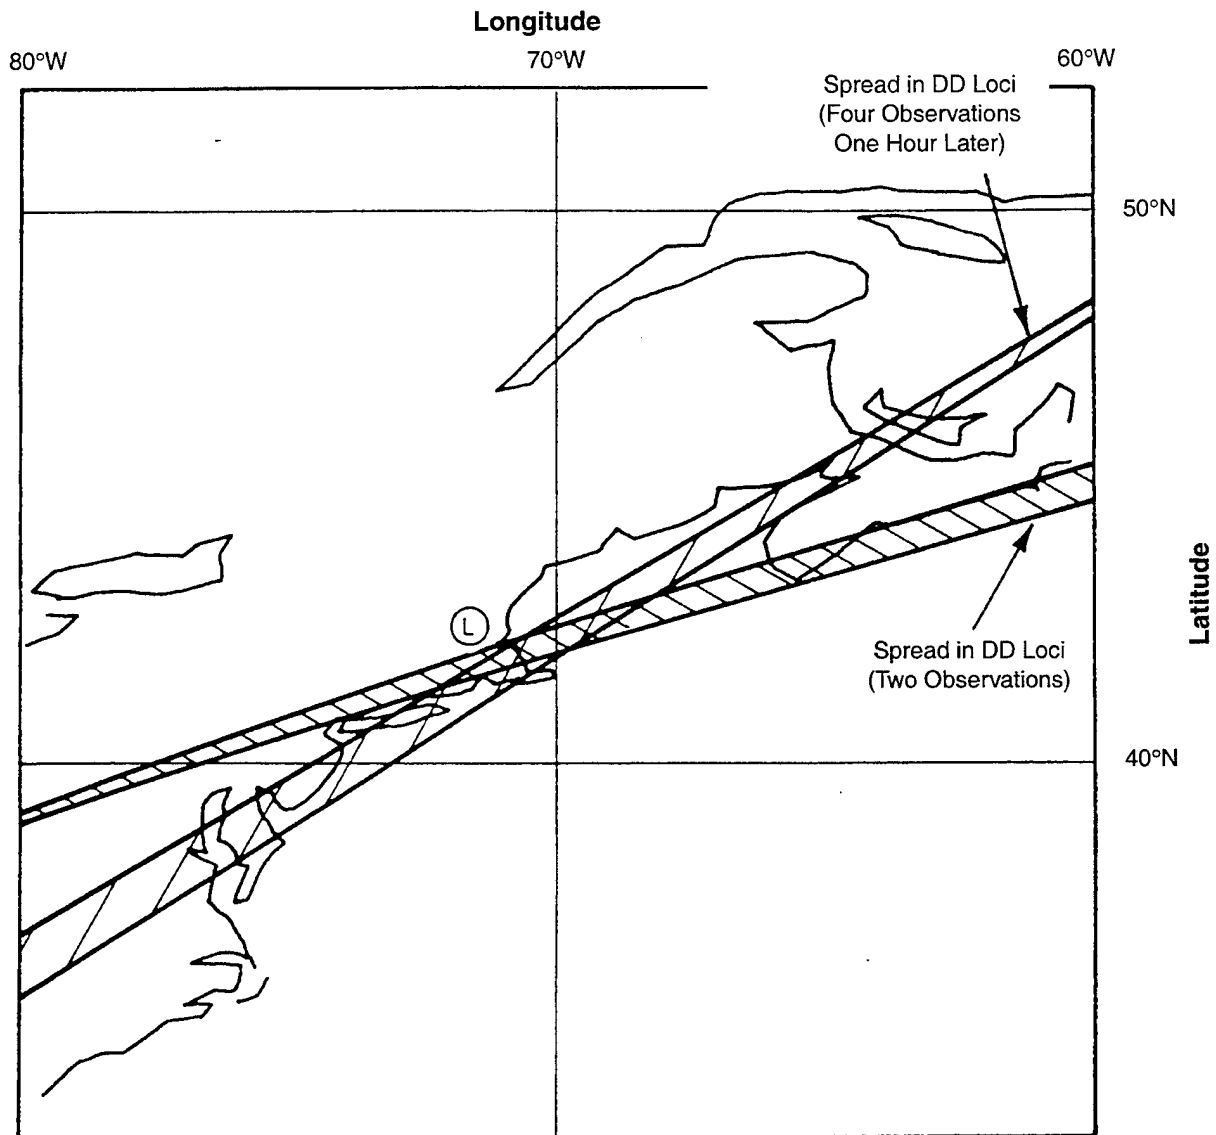 Longitude
80°W
70°W
60°W
Spread in DD Loci
(Four Observations
One Hour Later)
50°N
Latitude
L
Spread in DD Loci
(Two Observations)
40°N